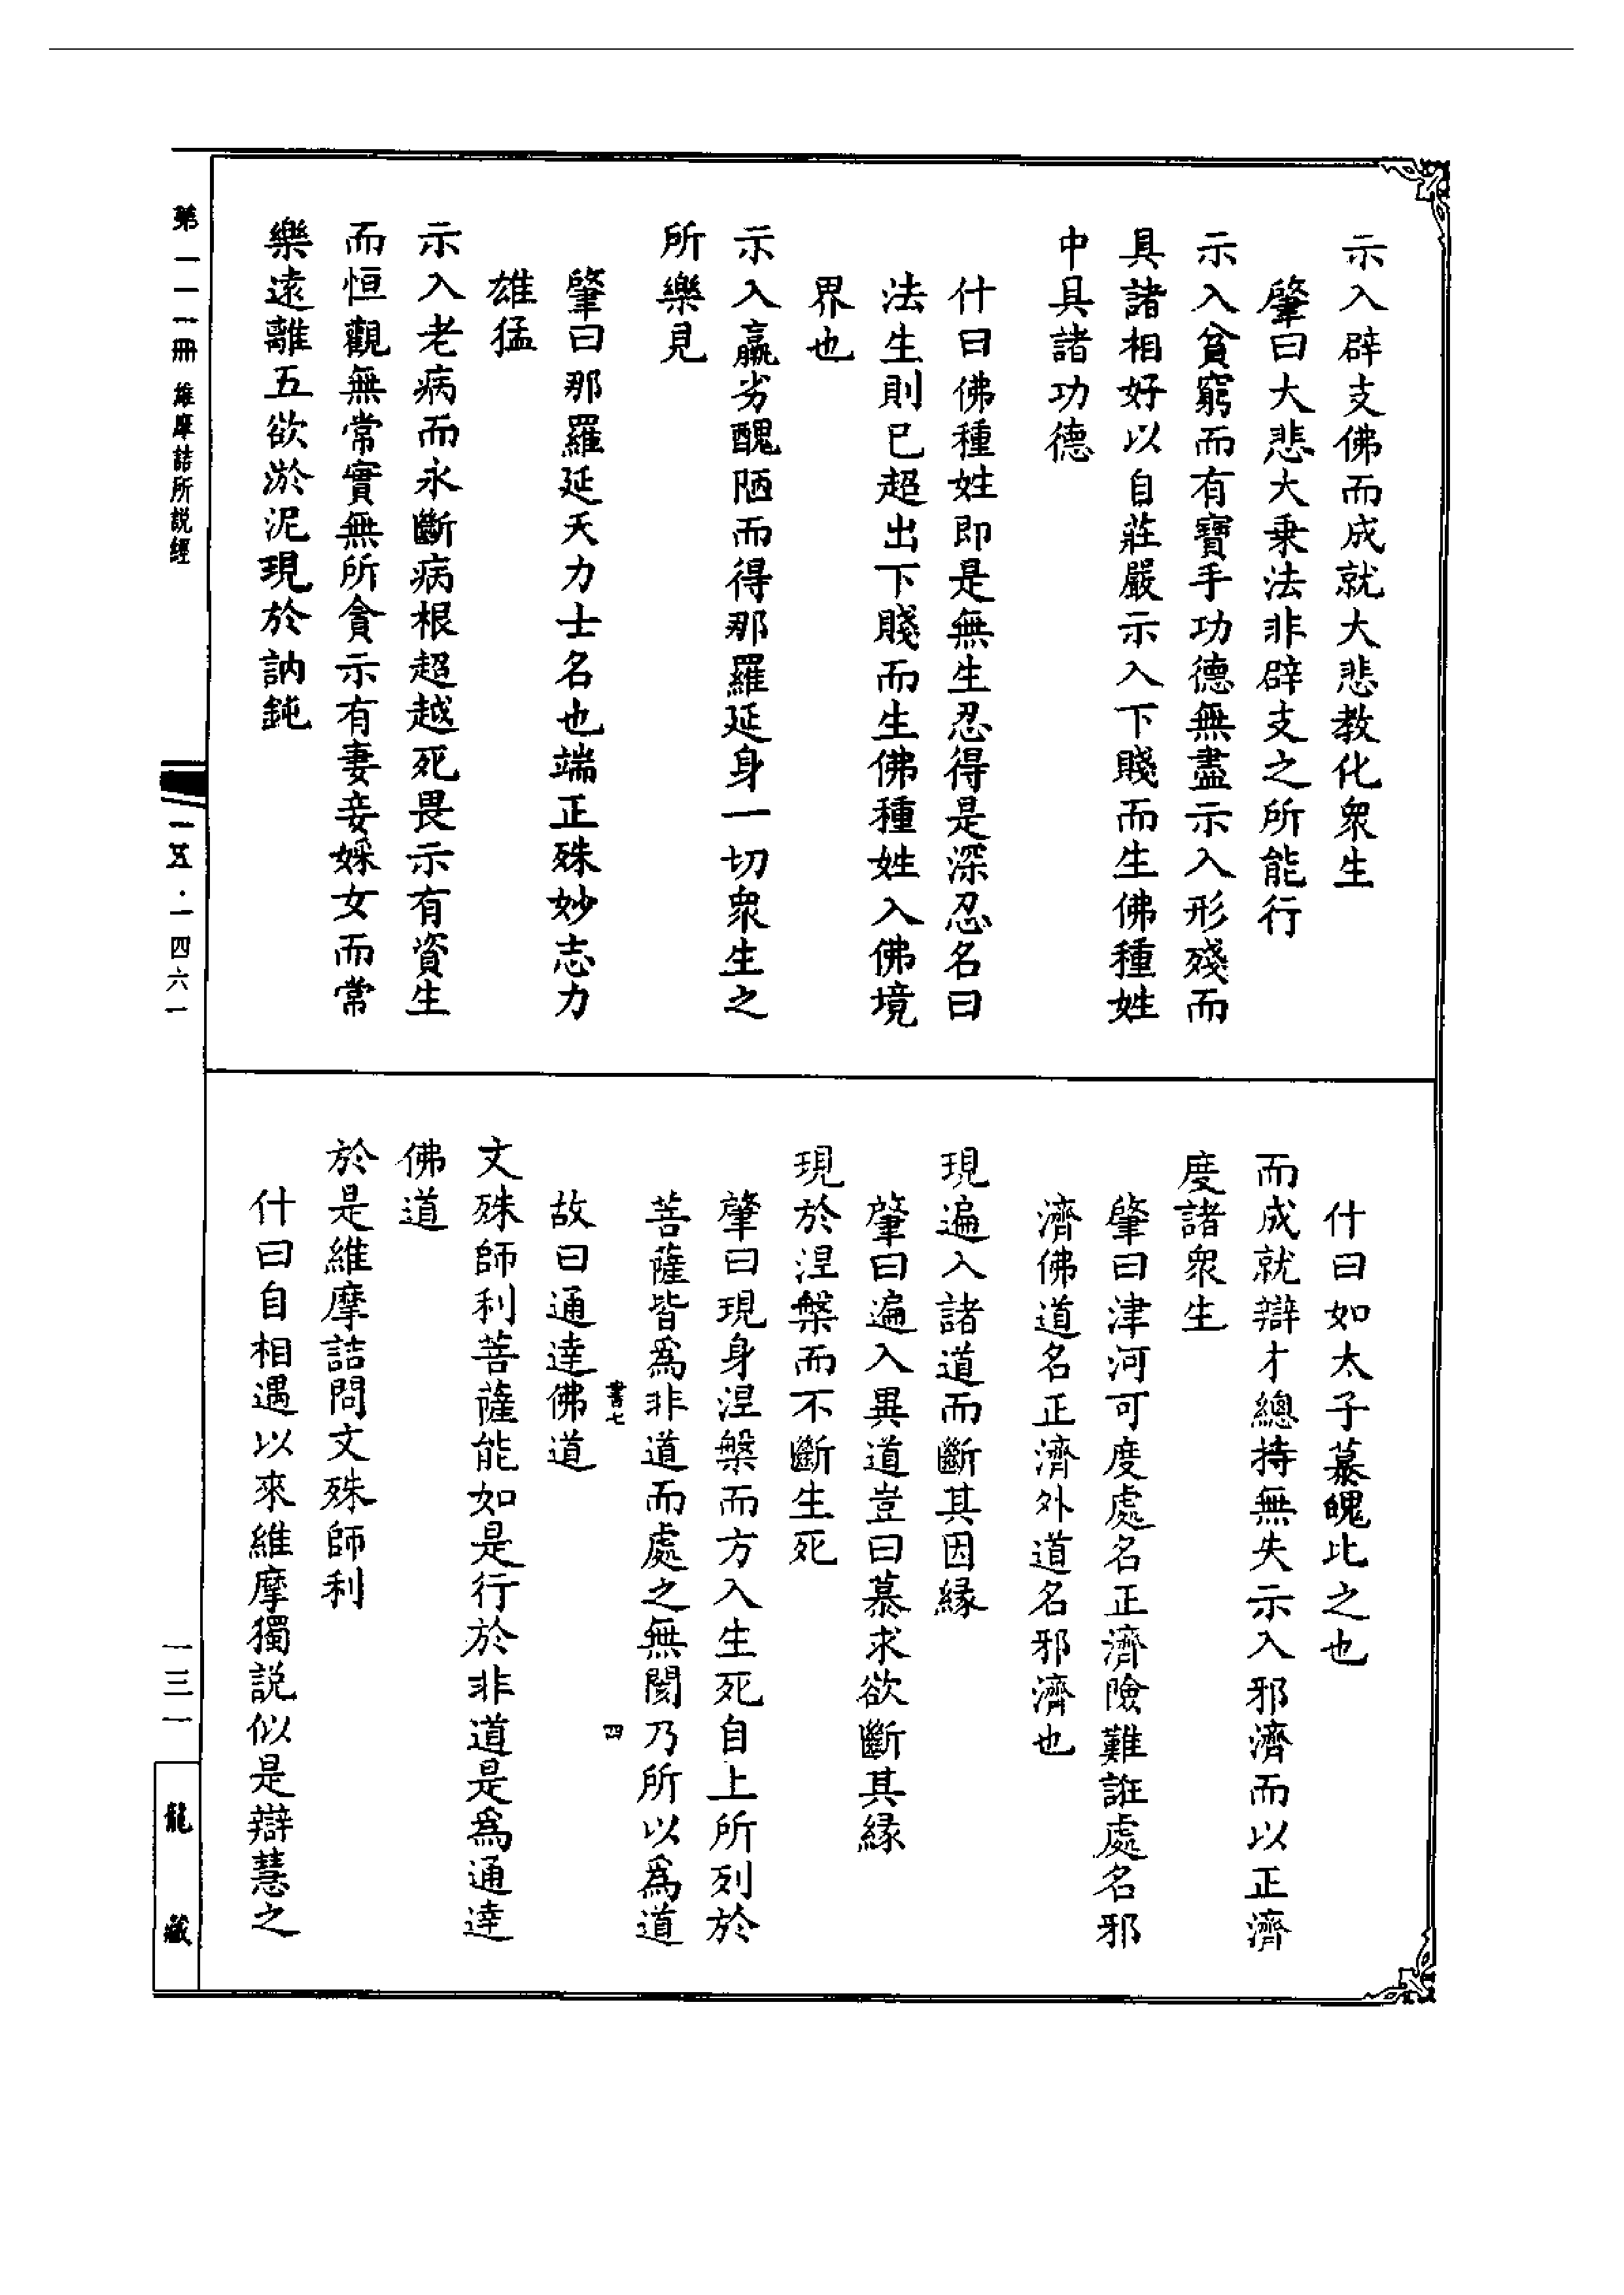 示入辟支佛而成就大悲教化衆生
肇曰大悲大乗法非辟支之所能行
示入貧窮而有寶手功德無盡示入形殘而
具諸相好以自莊嚴示入下賤而生佛種姓
中具諸功德
什曰佛種姓即是無生忍得是深忍名曰
法生則已超出下賤而生佛種姓入佛境
界也
示入羸劣醜陋而得那羅延身一切衆生之
所樂見
肇曰那羅延天力士名也端正殊妙志力
雄猛
示入老病而永斷病根超越死畏示有資生
而恒觀無常實無所貪示有妻妾婇女而常
樂遠離五欲淤泥現於訥鈍
什曰如太子慕魄比之也
而成就辯才總持無失示入邪濟而以正濟
度諸衆生
肇曰津河可度處名正濟險難誑處名邪
濟佛道名正濟外道名邪濟也
現遍入諸道而斷其因縁
肇曰遍入異道豈曰慕求欲斷其縁
現於涅槃而不斷生死
肇曰現身涅槃而方入生死自上所列於
菩薩皆爲非道而處之無閡乃所以爲道
書七 四
故曰通達佛道
文殊師利菩薩能如是行於非道是爲通達
佛道
於是維摩詰問文殊師利
什曰自相遇以來維摩獨説似是辯慧之
第一一一冊 維摩詰所説經
一五·一四六一
一三一
龍藏